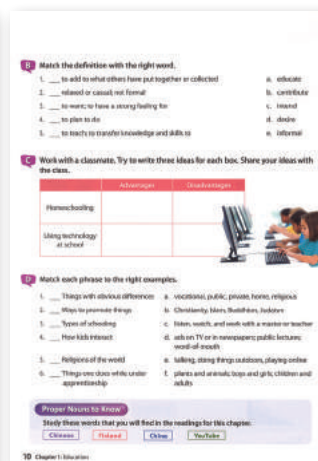 B Match the definition with the right word.
1. ___ to add to what others have put together or collected a. educate
2. ___ relaxed or casual; not formal b. contribute
3. ___ to want; to have a strong feeling for c. intend
4. ___ to plan to do d. desire
5. ___ to teach; to transfer knowledge and skills to e. informal
C Work with a classmate. Try to write three ideas for each box. Share your ideas with
the class.
Advantages Disadvantages
Homeschooling
Using technology
at school
D Match each phrase to the right examples.
1. ___ Things with obvious differences a. vocational, public, private, home, religious
2. ___ Ways to promote things b. Christianity, Islam, Buddhism, Judaism
3. ___ Types of schooling c. listen, watch, and work with a master or teacher
4. ___ How kids interact d. ads on TV or in newspapers; public lectures;
word-of-mouth
5. ___ Religions of the world e. talking, doing things outdoors, playing online
6. ___ Things one does while under f. plants and animals; boys and girls; children and
apprenticeship adults
Proper Nouns to Know
Study these words that you will find in the readings for this chapter.
Chinese Finland China YouTube
10 Chapter 1: Education